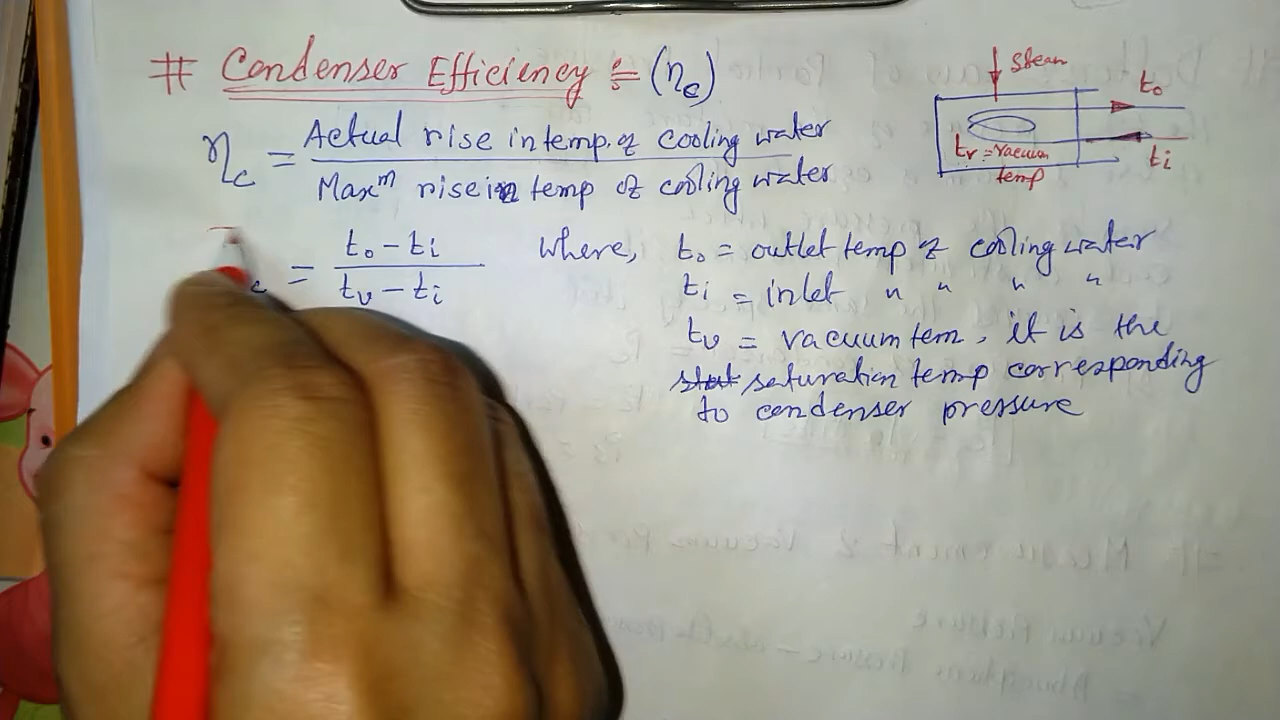 # Condenser Efficiency :- (ηc)
ηc = Actual rise in temp. of cooling water
Max^m rise in temp of cooling water
c = to - ti
tv - ti
where, to = outlet temp of cooling water
ti = inlet " " " "
tv = vacuum tem, it is the
saturation temp corresponding
to condenser pressure
steam
to
tv = vacuum
temp
ti